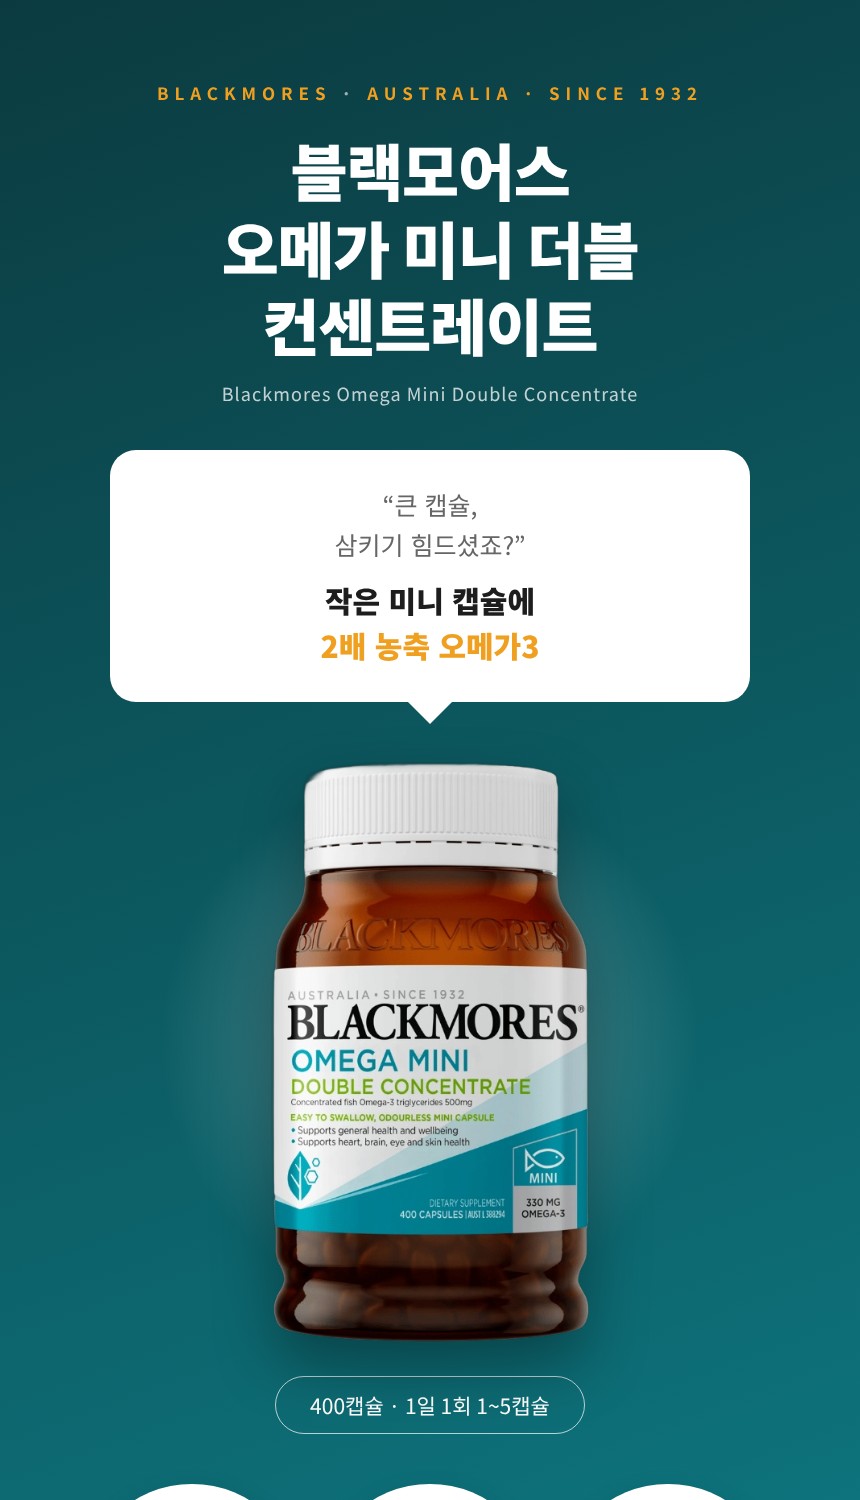 BLACKMORES · AUSTRALIA · SINCE 1932
블랙모어스
오메가 미니 더블
컨센트레이트
Blackmores Omega Mini Double Concentrate
“큰 캡슐,
삼키기 힘드셨죠?”
작은 미니 캡슐에
2배 농축 오메가3
BLACKMORES
AUSTRALIA • SINCE 1932
BLACKMORES®
OMEGA MINI
DOUBLE CONCENTRATE
Concentrated fish Omega-3 triglycerides 500mg
EASY TO SWALLOW, ODOURLESS MINI CAPSULE
• Supports general health and wellbeing
• Supports heart, brain, eye and skin health
MINI
DIETARY SUPPLEMENT
400 CAPSULES | AUST L 388294
330 MG
OMEGA-3
400캡슐 · 1일 1회 1~5캡슐